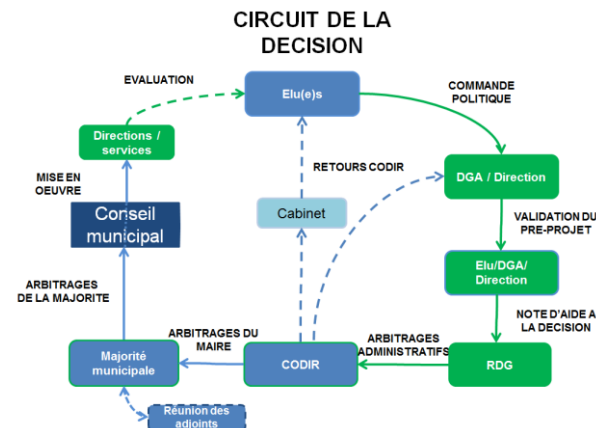 CIRCUIT DE LA
DECISION
EVALUATION
Elu(e)s
COMMANDE
POLITIQUE
Directions /
services
RETOURS CODIR
DGA / Direction
MISE EN
OEUVRE
Conseil
municipal
Cabinet
VALIDATION DU
PRE-PROJET
Elu/DGA/
Direction
ARBITRAGES
DE LA MAJORITE
NOTE D'AIDE A
LA DECISION
ARBITRAGES DU
MAIRE
ARBITRAGES
ADMINISTRATIFS
Majorité
municipale
CODIR
RDG
Réunion des
adjoints